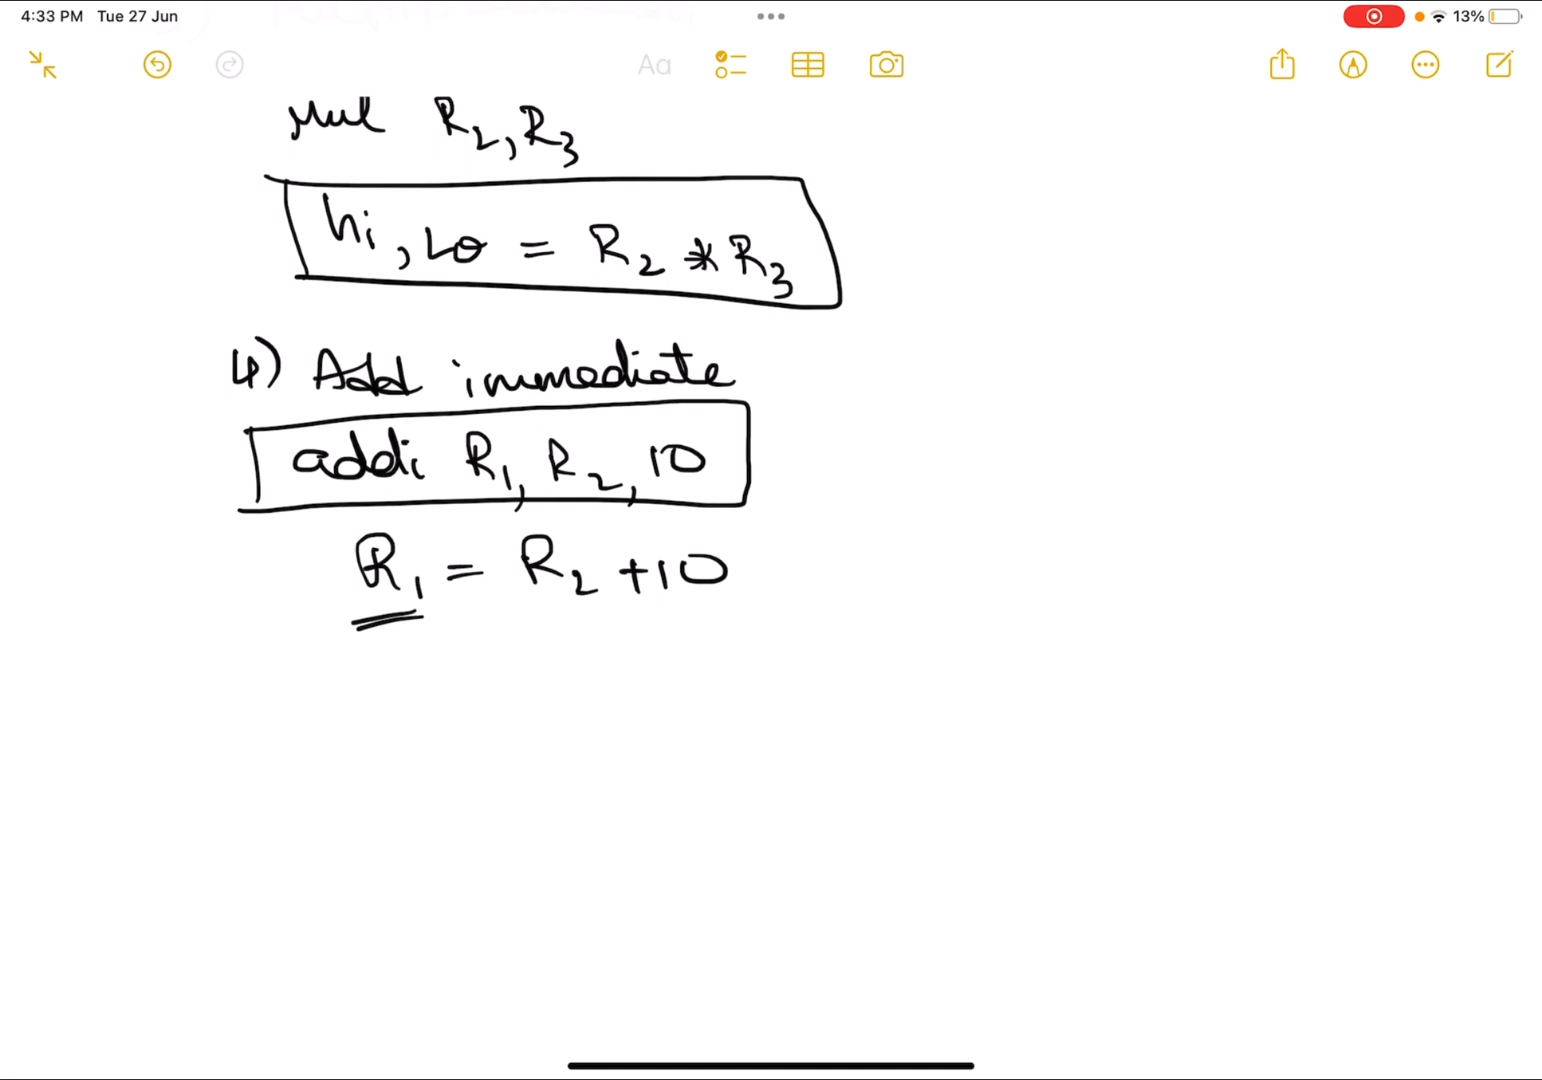 4:33 PM Tue 27 Jun
13%
Aa
Mul R2, R3
hi, LO = R2 * R3
4) Add immediate
addi R1, R2, 10
R1 = R2 + 10